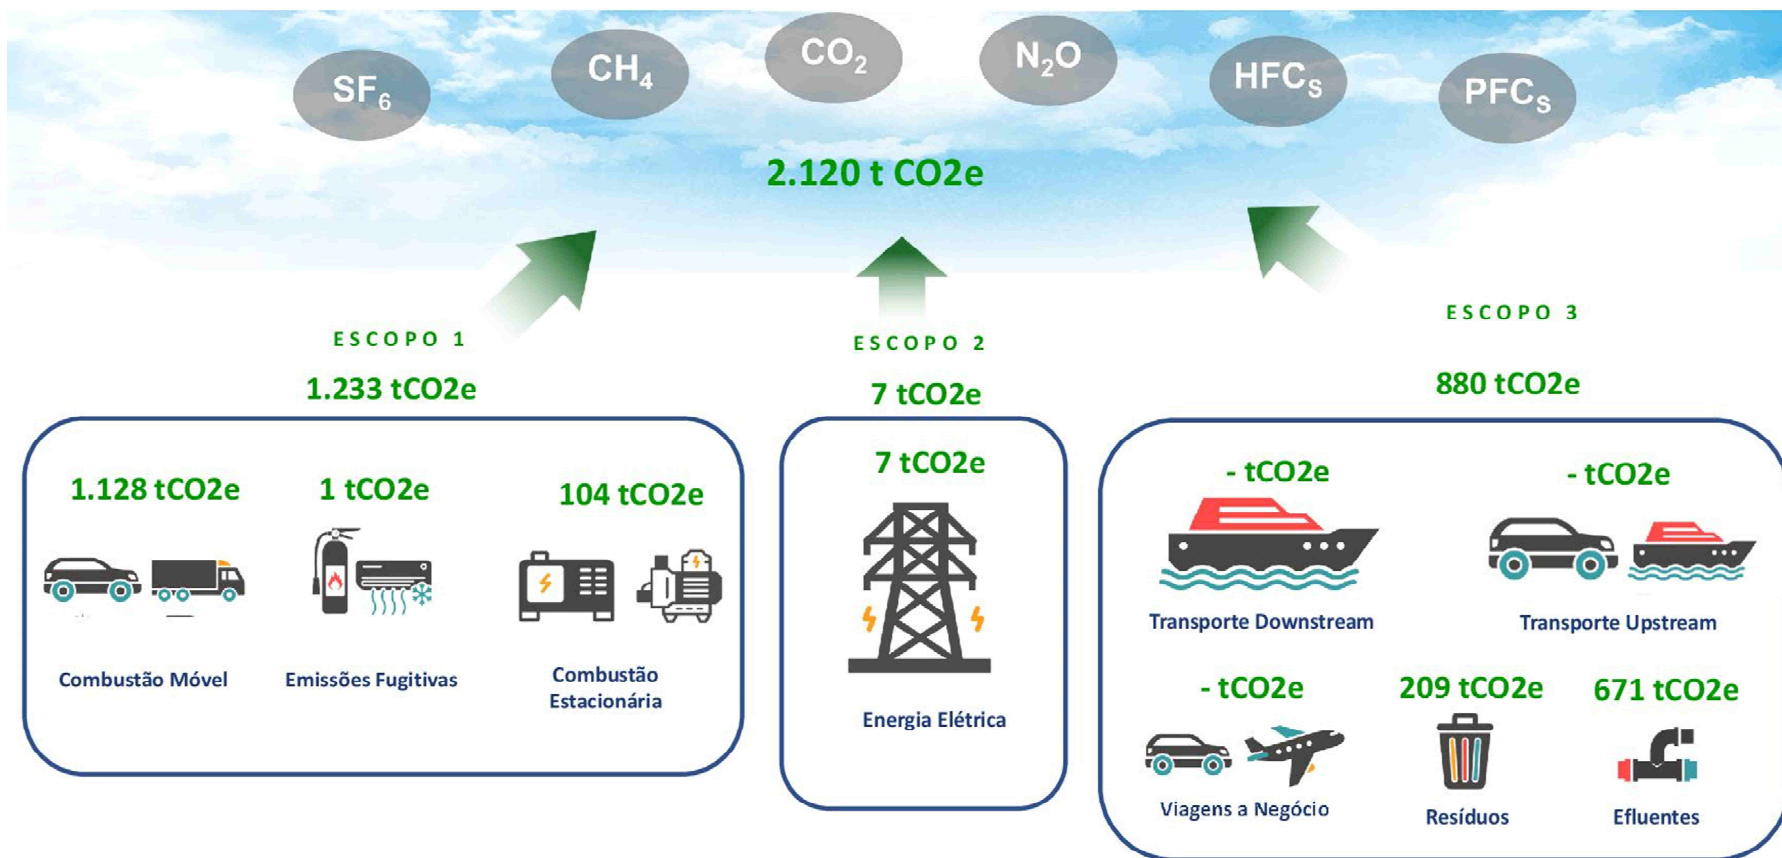 SF₆
CH₄
CO₂
N₂O
HFCs
PFCs
2.120 t CO2e
ESCOPO 1
1.233 tCO2e
1.128 tCO2e
Combustão Móvel
1 tCO2e
Emissões Fugitivas
104 tCO2e
Combustão
Estacionária
ESCOPO 2
7 tCO2e
7 tCO2e
Energia Elétrica
ESCOPO 3
880 tCO2e
- tCO2e
Transporte Downstream
- tCO2e
Transporte Upstream
- tCO2e
Viagens a Negócio
209 tCO2e
Resíduos
671 tCO2e
Efluentes